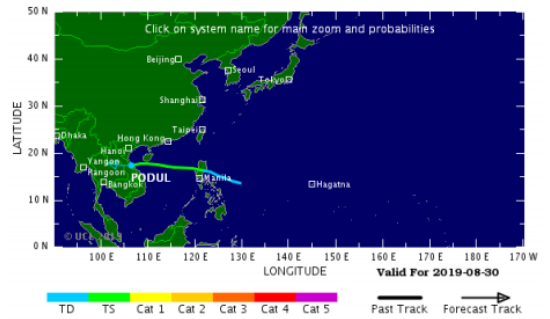 50 N
Click on system name for main zoom and probabilities
Beijing
Seoul
40 N
Tokyo
Shanghai
30 N
LATITUDE
Dhaka
Taipei
Hong Kong
Hanoi
20 N
Yangon
Rangoon
Manila
PODUL
Bangkok
Hagatna
10 N
© UCL 2019
0 N
100 E
110 E
120 E
130 E
140 E
150 E
160 E
170 W
LONGITUDE
Valid For 2019-08-30
TD
TS
Cat 1
Cat 2
Cat 3
Cat 4
Cat 5
Past Track
Forecast Track